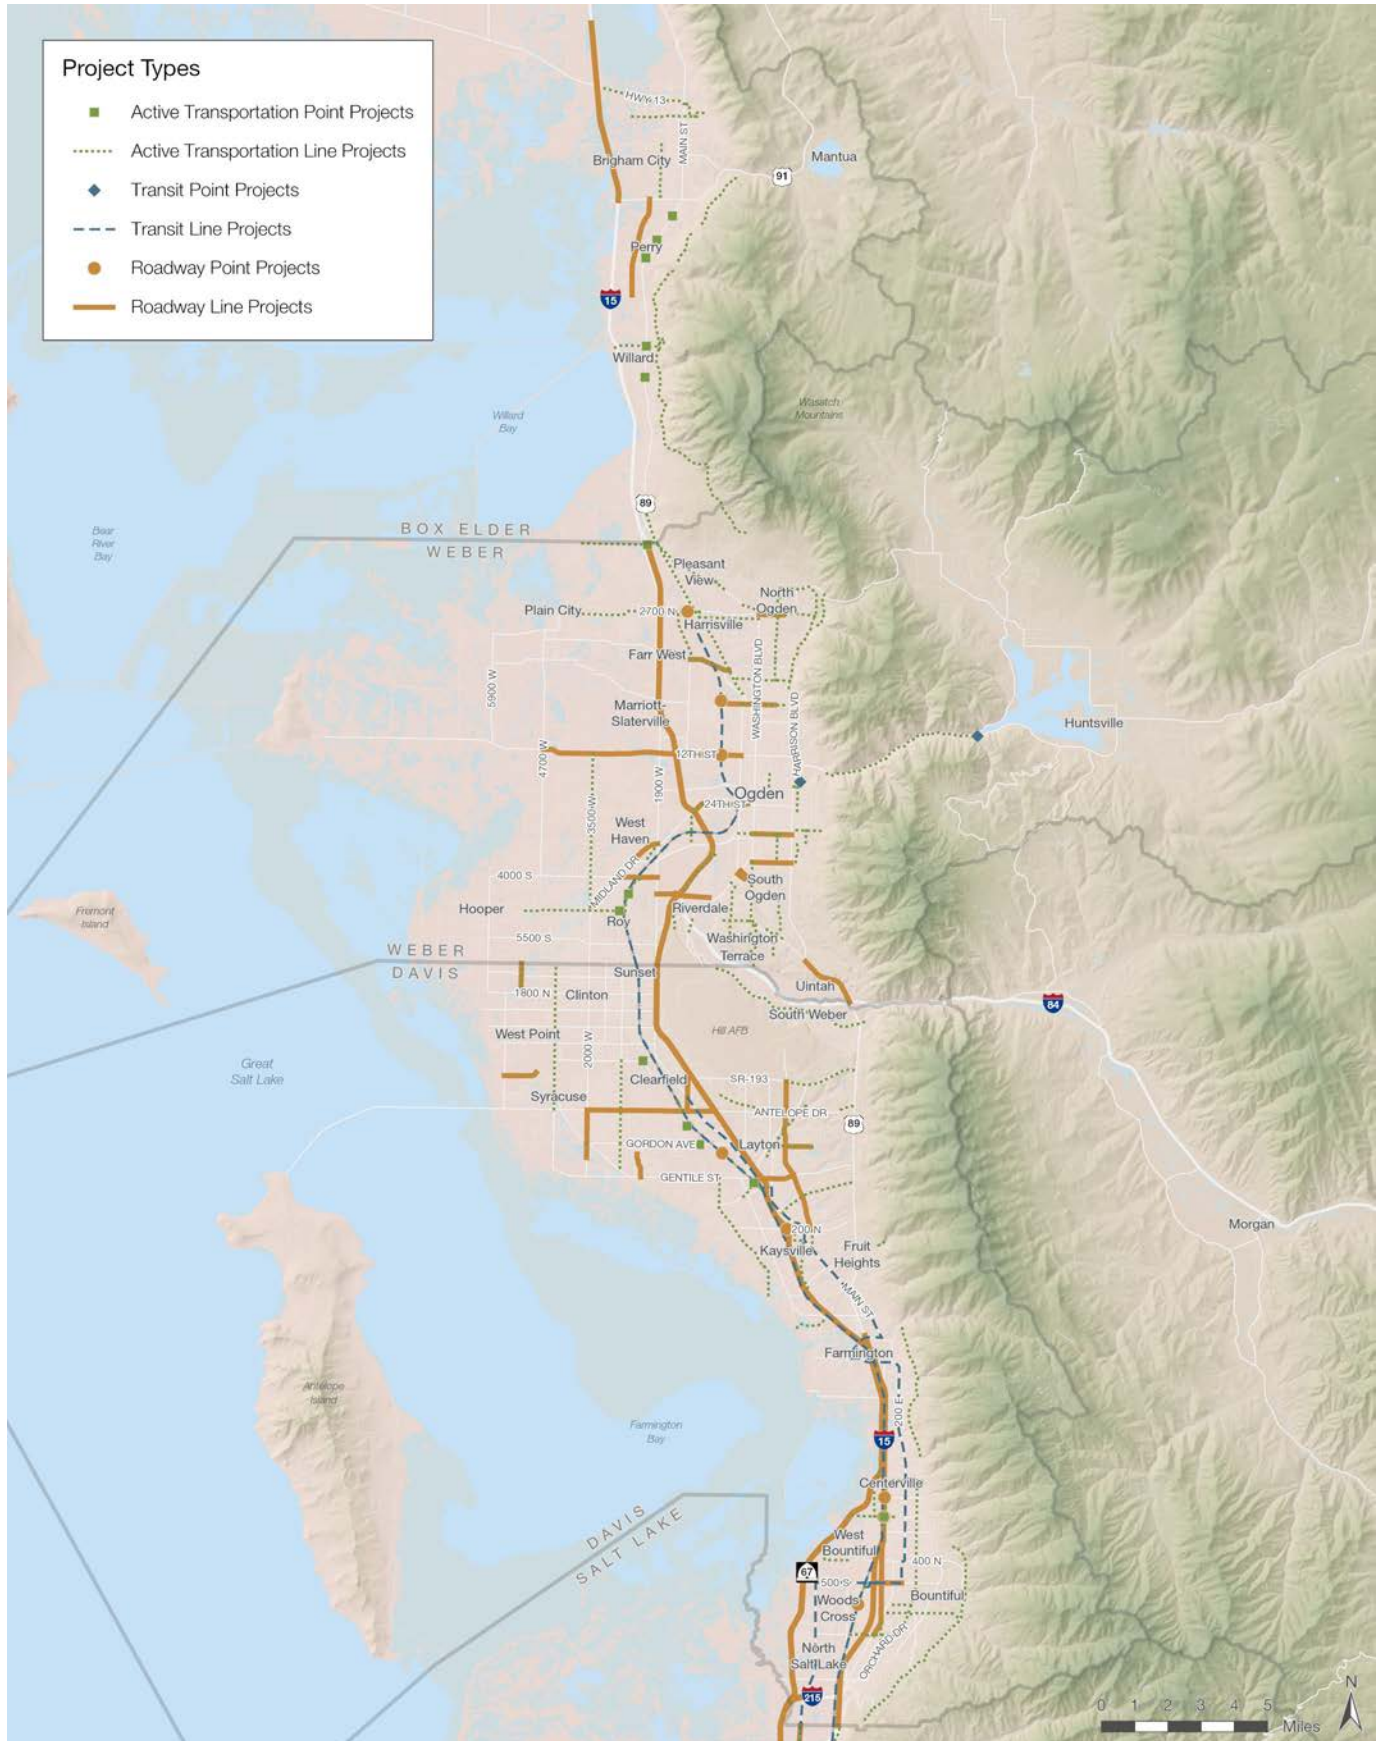 Project Types
Active Transportation Point Projects
Active Transportation Line Projects
Transit Point Projects
Transit Line Projects
Roadway Point Projects
Roadway Line Projects
HWY 13
MAIN ST
Brigham City
Mantua
91
Perry
15
Willard
Willard
Bay
Wasatch
Mountains
89
Bear
River
Bay
BOX ELDER
WEBER
Pleasant
View
North
Ogden
Plain City
2700 N
Harrisville
Farr West
WASHINGTON BLVD
5900 W
Marriott-
Slaterville
HARRISON BLVD
Huntsville
4700 W
12TH ST
1900 W
Ogden
24TH ST
3500 W
West
Haven
MIDLAND DR
4000 S
South
Ogden
Hooper
Riverdale
Roy
Fremont
Island
5500 S
Washington
Terrace
WEBER
DAVIS
Sunset
Uintah
1800 N
Clinton
South Weber
84
West Point
2000 W
Hill AFB
Great
Salt Lake
Clearfield
SR-193
Syracuse
ANTELOPE DR
89
GORDON AVE
Layton
GENTILE ST
200 N
Kaysville
Fruit
Heights
Morgan
MAIN ST
Farmington
Antelope
Island
200 E
Farmington
Bay
15
Centerville
DAVIS
SALT LAKE
West
Bountiful
400 N
67
500 S
Woods
Cross
Bountiful
ORCHARD DR
North
Salt Lake
215
N
0 1 2 3 4 5
Miles